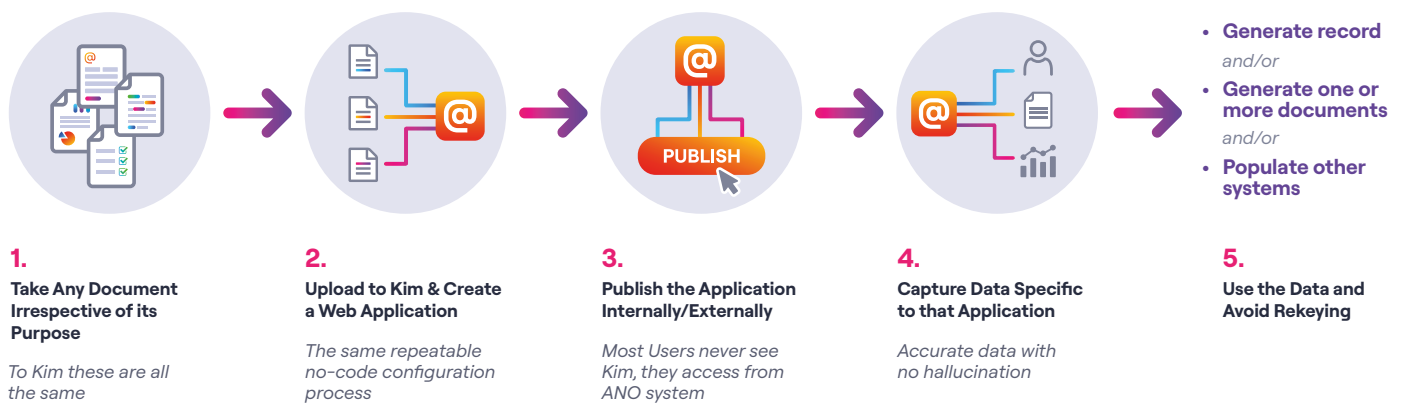 @
@
@
PUBLISH
@
• Generate record
and/or
• Generate one or
more documents
and/or
• Populate other
systems
1.
Take Any Document
Irrespective of its
Purpose
To Kim these are all
the same
2.
Upload to Kim & Create
a Web Application
The same repeatable
no-code configuration
process
3.
Publish the Application
Internally/Externally
Most Users never see
Kim, they access from
ANO system
4.
Capture Data Specific
to that Application
Accurate data with
no hallucination
5.
Use the Data and
Avoid Rekeying